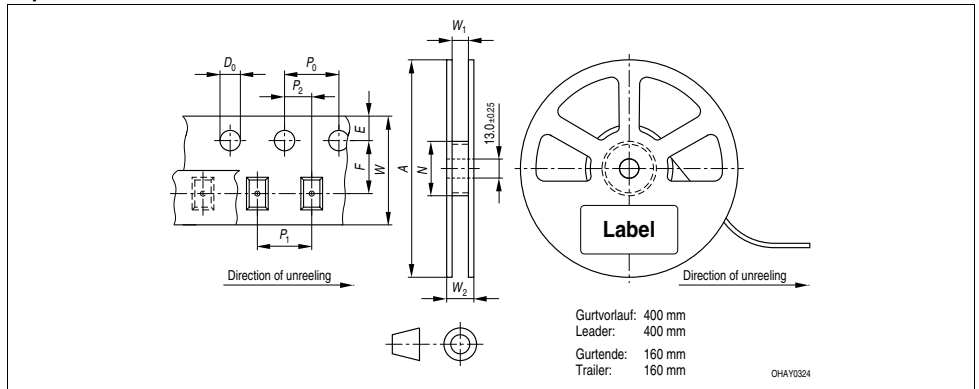 W1
D0
P0
P2
E
F
W
P1
A
N
13.0±0.25
W2
Label
Direction of unreeling
Direction of unreeling
Gurtvorlauf: 400 mm
Leader: 400 mm
Gurtende: 160 mm
Trailer: 160 mm
OHAY0324